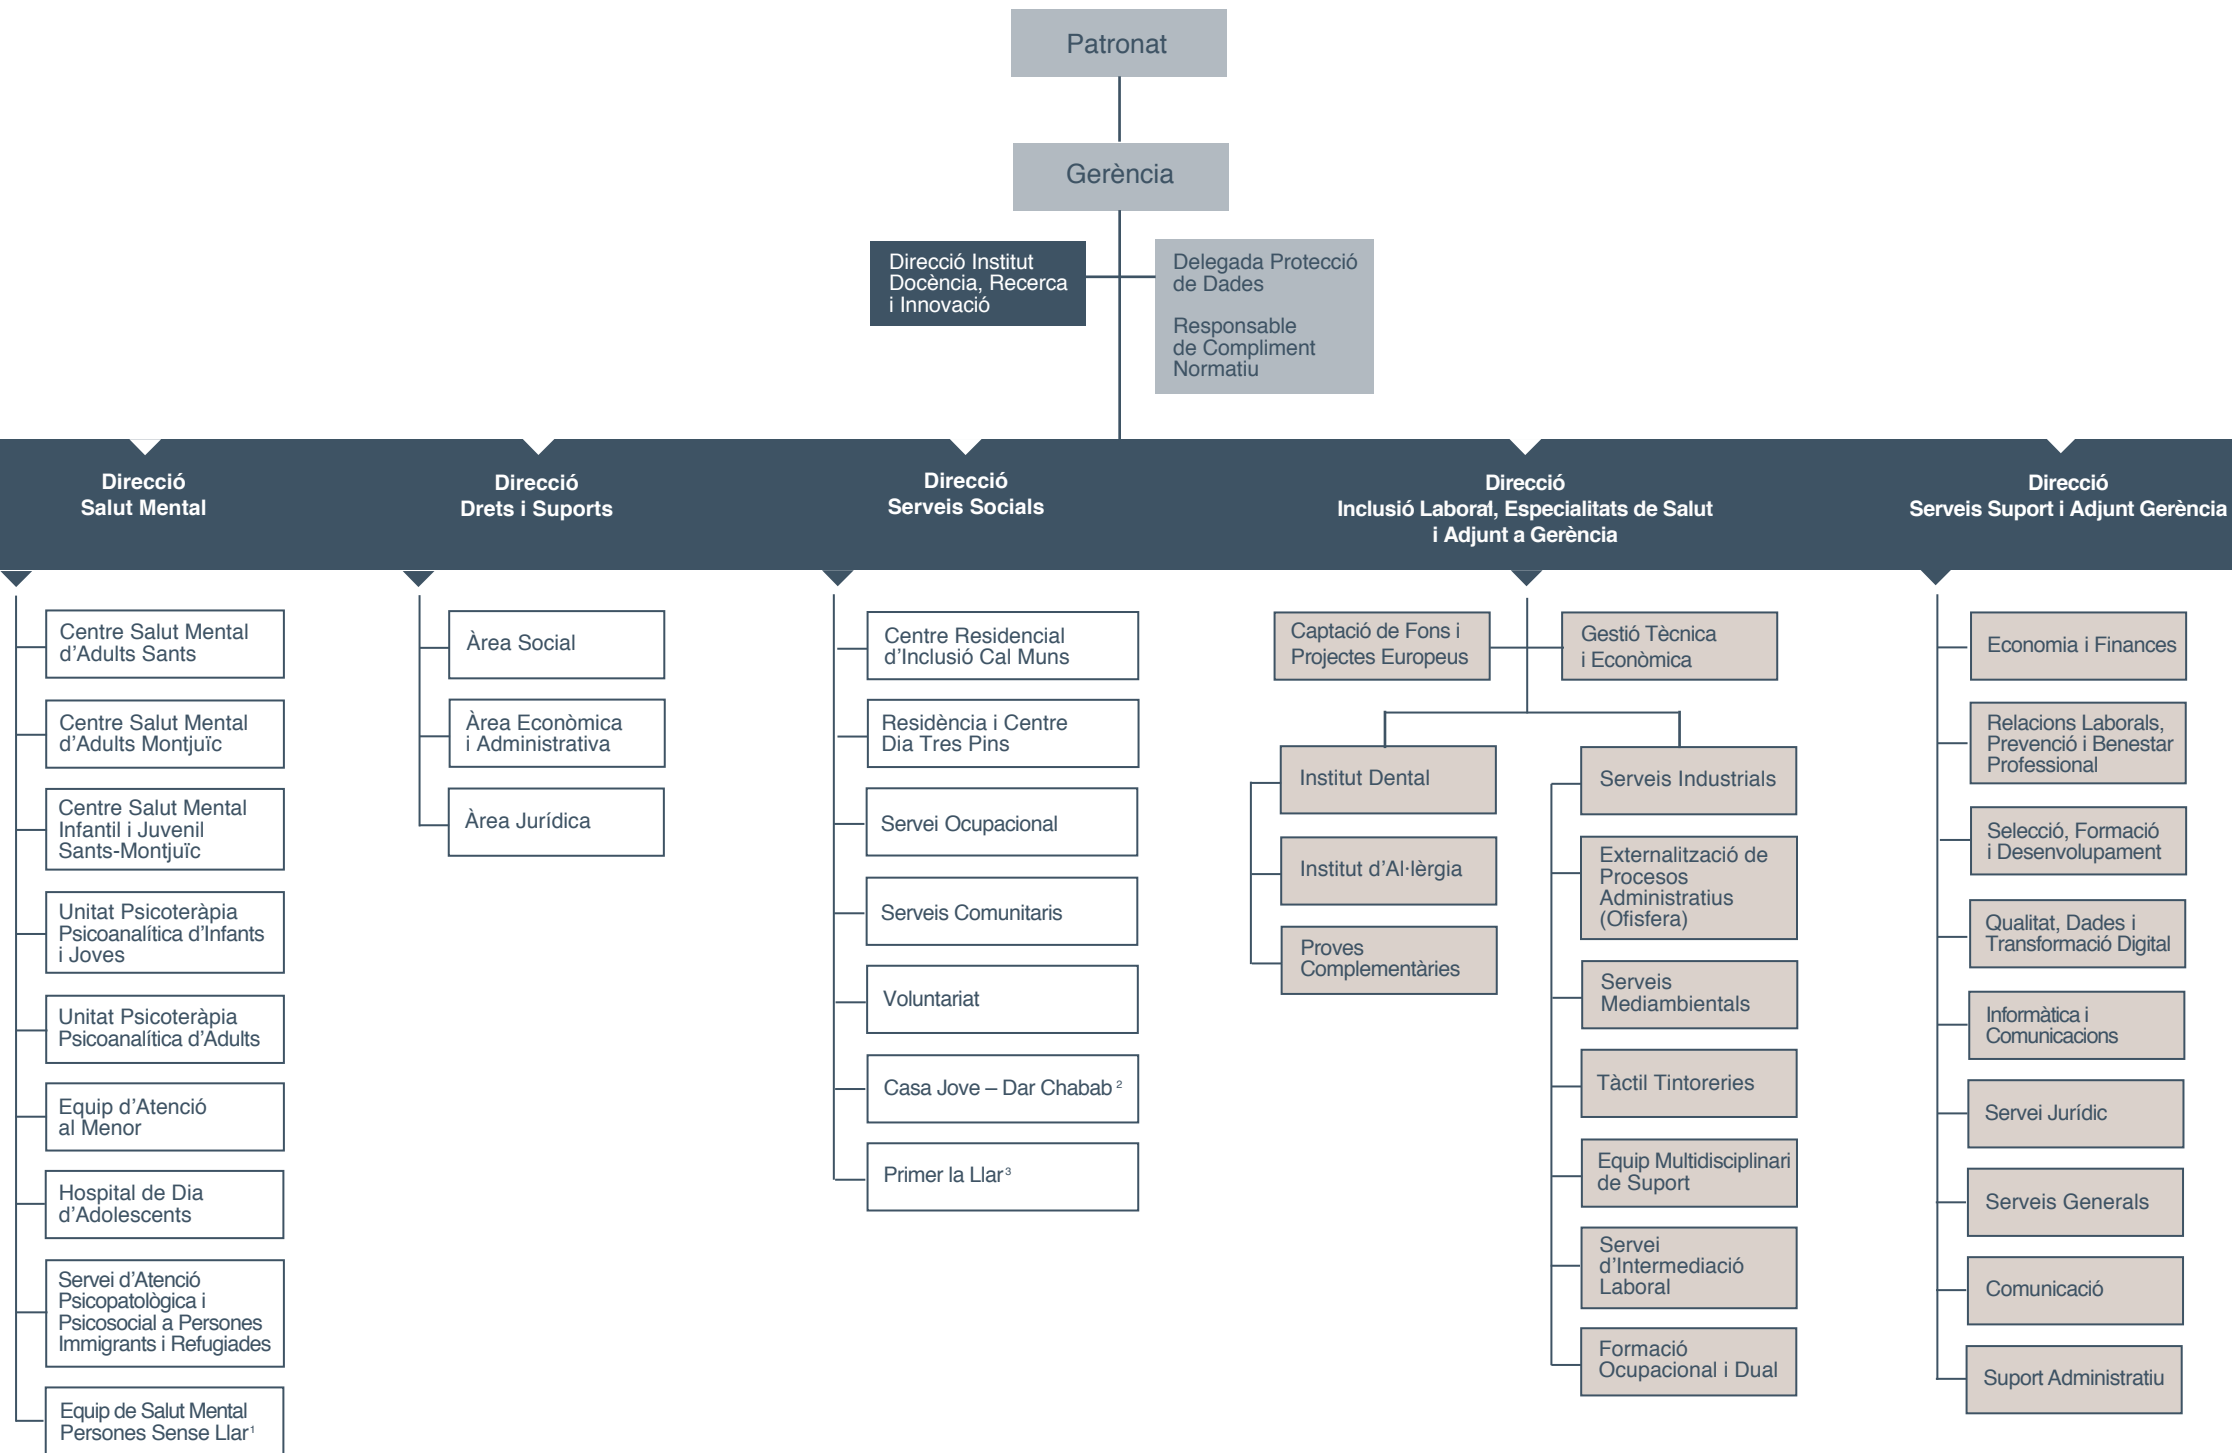 Patronat
Gerència
Direcció Institut
Docència, Recerca
i Innovació
Delegada Protecció
de Dades
Responsable
de Compliment
Normatiu
Direcció
Salut Mental
Direcció
Drets i Suports
Direcció
Serveis Socials
Direcció
Inclusió Laboral, Especialitats de Salut
i Adjunt a Gerència
Direcció
Serveis Suport i Adjunt Gerència
Centre Salut Mental
d’Adults Sants
Centre Salut Mental
d’Adults Montjuïc
Centre Salut Mental
Infantil i Juvenil
Sants-Montjuïc
Unitat Psicoteràpia
Psicoanalítica d’Infants
i Joves
Unitat Psicoteràpia
Psicoanalítica d’Adults
Equip d’Atenció
al Menor
Hospital de Dia
d’Adolescents
Servei d’Atenció
Psicopatològica i
Psicosocial a Persones
Immigrants i Refugiades
Equip de Salut Mental
Persones Sense Llar¹
Àrea Social
Àrea Econòmica
i Administrativa
Àrea Jurídica
Centre Residencial
d’Inclusió Cal Muns
Residència i Centre
Dia Tres Pins
Servei Ocupacional
Serveis Comunitaris
Voluntariat
Casa Jove – Dar Chabab ²
Primer la Llar³
Captació de Fons i
Projectes Europeus
Gestió Tècnica
i Econòmica
Institut Dental
Institut d’Al·lèrgia
Proves
Complementàries
Serveis Industrials
Externalització de
Procesos
Administratius
(Ofisfera)
Serveis
Mediambientals
Tàctil Tintoreries
Equip Multidisciplinari
de Suport
Servei
d’Intermediació
Laboral
Formació
Ocupacional i Dual
Economia i Finances
Relacions Laborals,
Prevenció i Benestar
Professional
Selecció, Formació
i Desenvolupament
Qualitat, Dades i
Transformació Digital
Informàtica i
Comunicacions
Servei Jurídic
Serveis Generals
Comunicació
Suport Administratiu